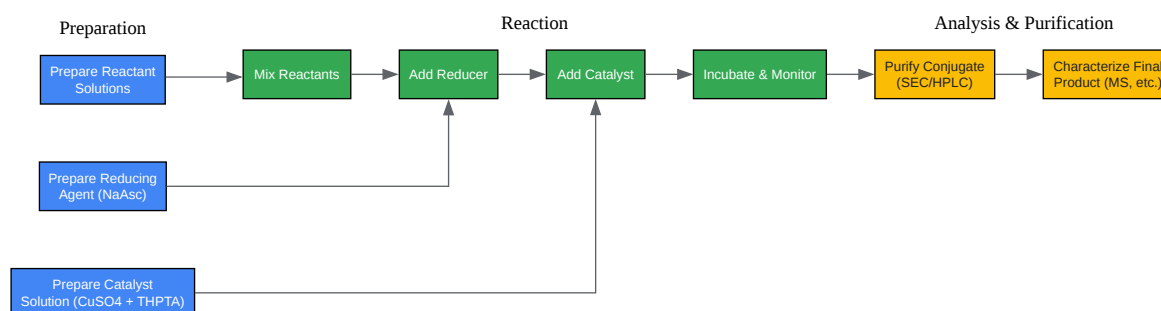 Preparation
Reaction
Analysis & Purification
Prepare Reactant
Solutions
Mix Reactants
Add Reducer
Add Catalyst
Incubate & Monitor
Purify Conjugate
(SEC/HPLC)
Characterize Final
Product (MS, etc.)
Prepare Reducing
Agent (NaAsc)
Prepare Catalyst
Solution (CuSO4 + THPTA)